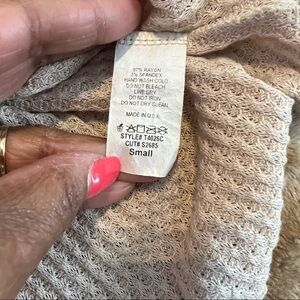 97% RAYON
3% SPANDEX
HAND WASH COLD
DO NOT BLEACH
LINE DRY
DO NOT IRON
DO NOT DRY CLEAN
MADE IN U.S.A.
STYLE# T4026C
CUT# S2685
Small